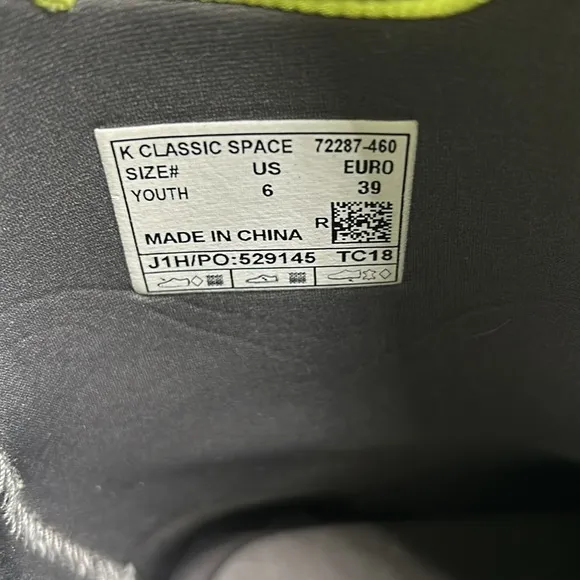 K CLASSIC SPACE 72287-460
SIZE# US EURO
YOUTH 6 39
R
MADE IN CHINA
J1H/PO:529145 TC18